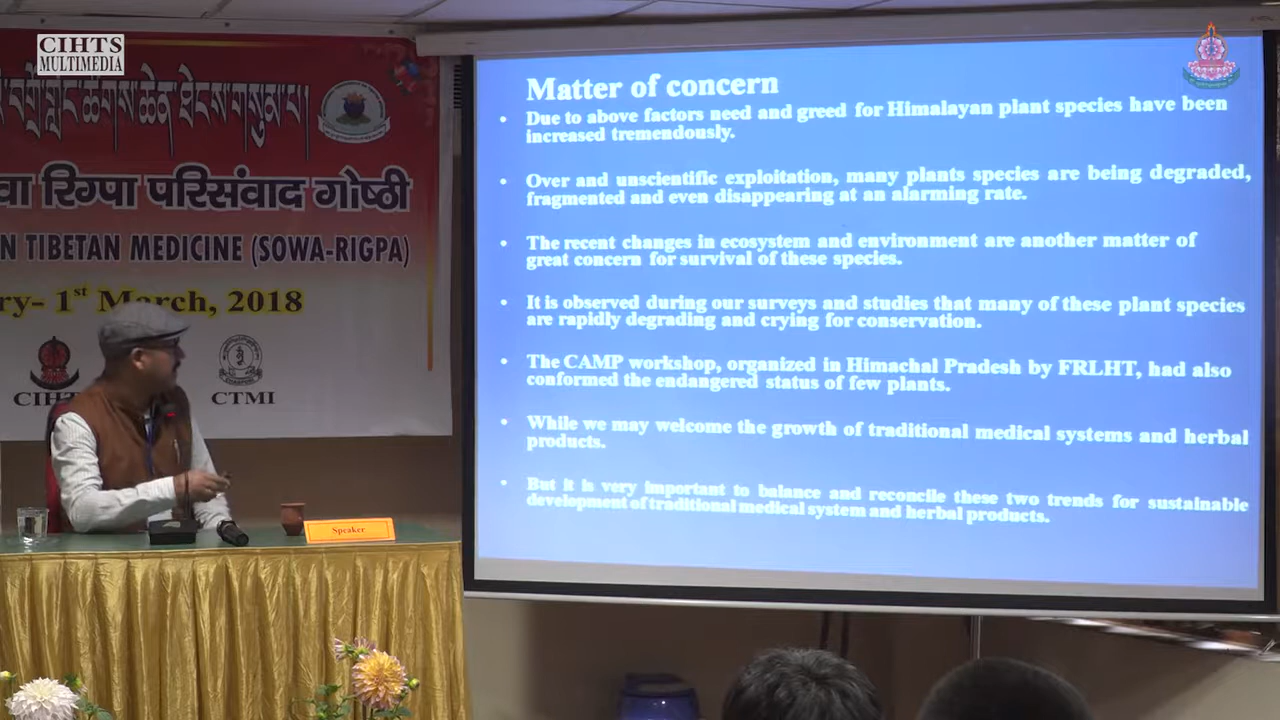 CIHTS
MULTIMEDIA
वा रिग्पा परिसंवाद गोष्ठी
N TIBETAN MEDICINE (SOWA-RIGPA)
ry- 1st March, 2018
CIHT
CTMI
Speaker
Matter of concern
• Due to above factors need and greed for Himalayan plant species have been
increased tremendously.
• Over and unscientific exploitation, many plants species are being degraded,
fragmented and even disappearing at an alarming rate.
• The recent changes in ecosystem and environment are another matter of
great concern for survival of these species.
• It is observed during our surveys and studies that many of these plant species
are rapidly degrading and crying for conservation.
• The CAMP workshop, organized in Himachal Pradesh by FRLHT, had also
conformed the endangered status of few plants.
• While we may welcome the growth of traditional medical systems and herbal
products.
• But it is very important to balance and reconcile these two trends for sustainable
development of traditional medical system and herbal products.